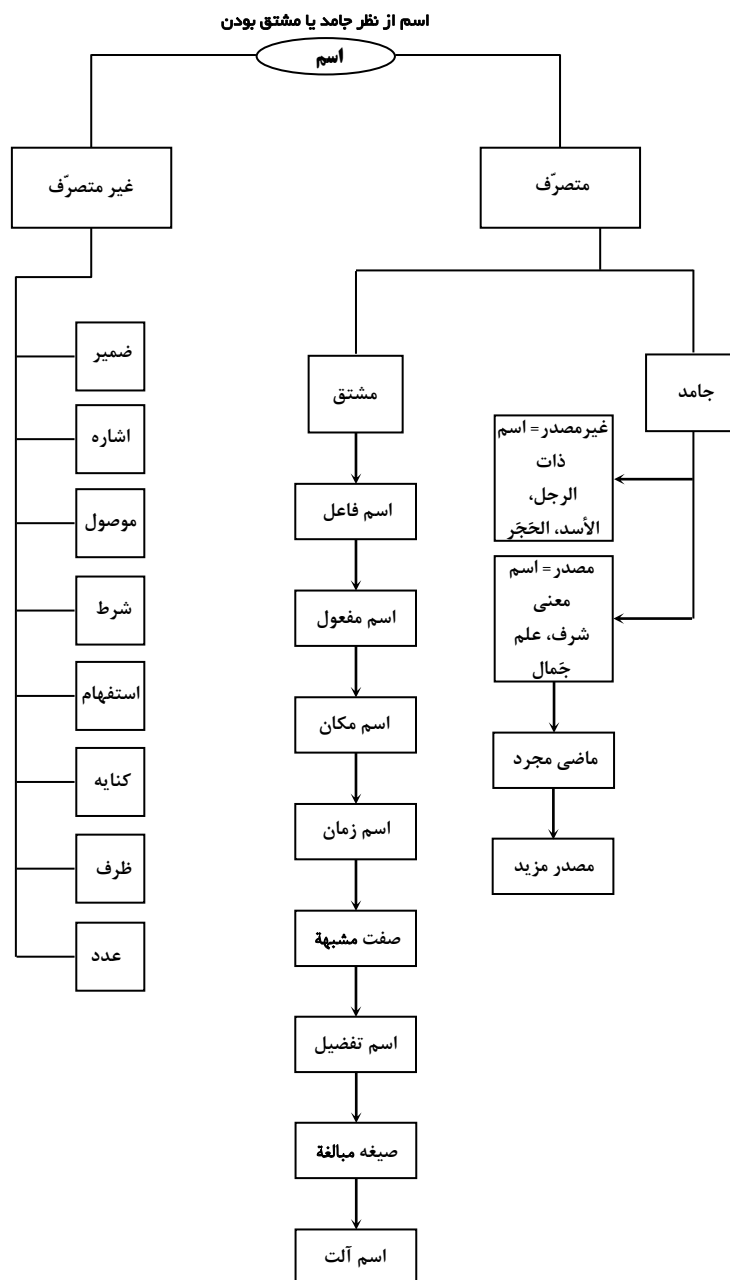 اسم از نظر جامد یا مشتق بودن
اسم
متصرّف
غیر متصرّف
جامد
غیرمصدر = اسم
ذات
الرجل،
الأسد، الحَجَر
مصدر = اسم
معنی
شرف، علم
جَمال
ماضی مجرد
مصدر مزید
مشتق
اسم فاعل
اسم مفعول
اسم مکان
اسم زمان
صفت مشبهة
اسم تفضیل
صیغه مبالغة
اسم آلت
ضمیر
اشاره
موصول
شرط
استفهام
کنایه
ظرف
عدد